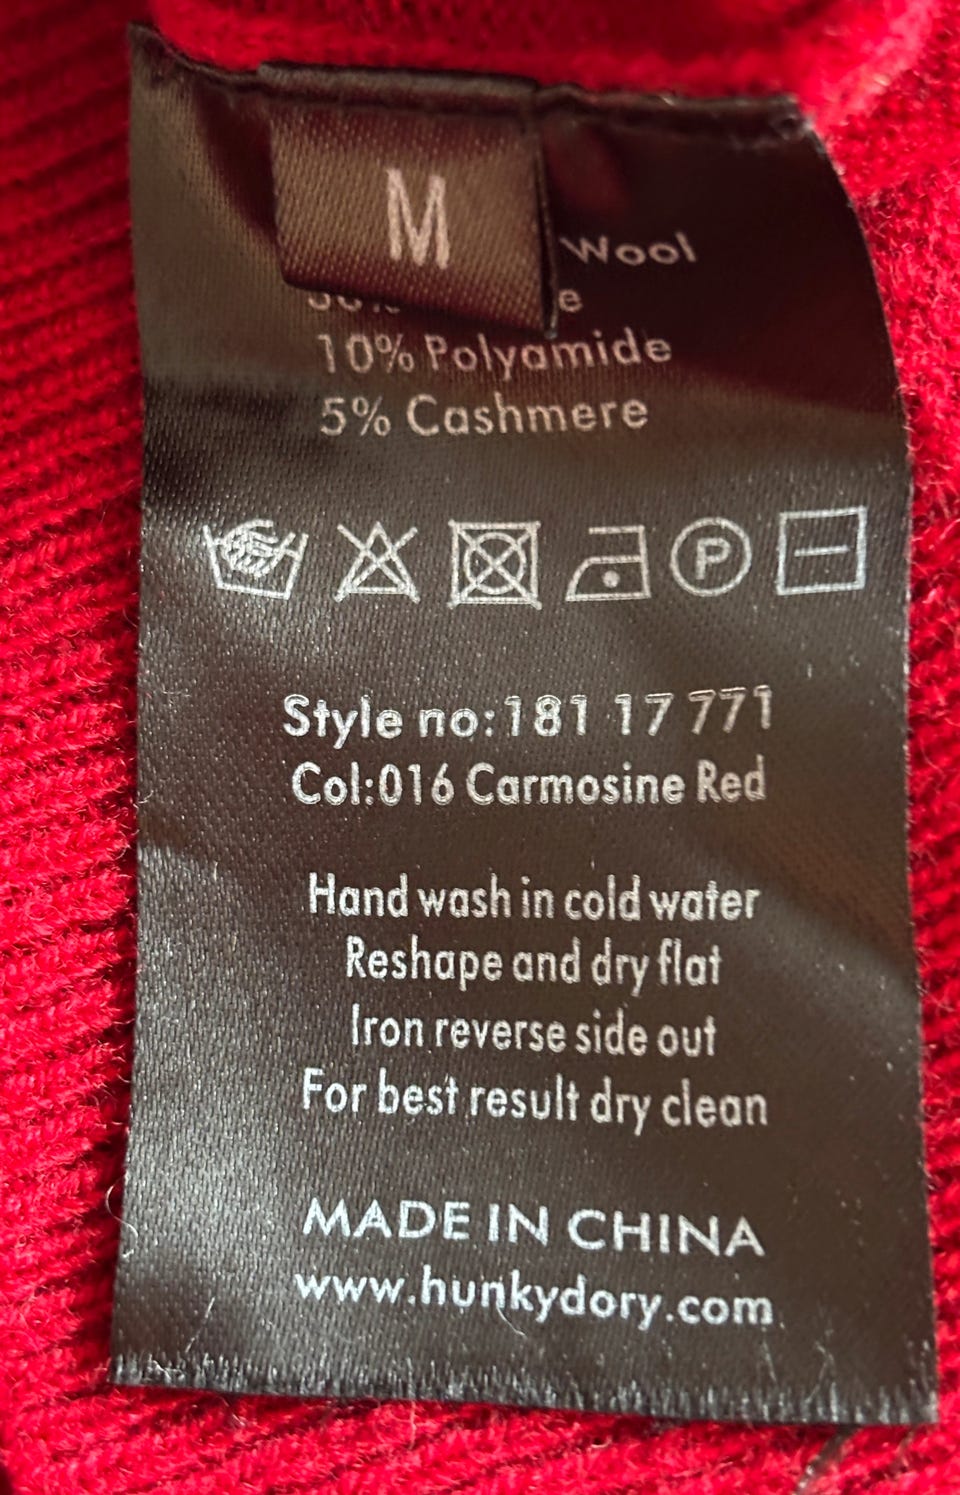 M
Wool
10% Polyamide
5% Cashmere
P
Style no:181 17 771
Col:016 Carmosine Red
Hand wash in cold water
Reshape and dry flat
Iron reverse side out
For best result dry clean
MADE IN CHINA
www.hunkydory.com